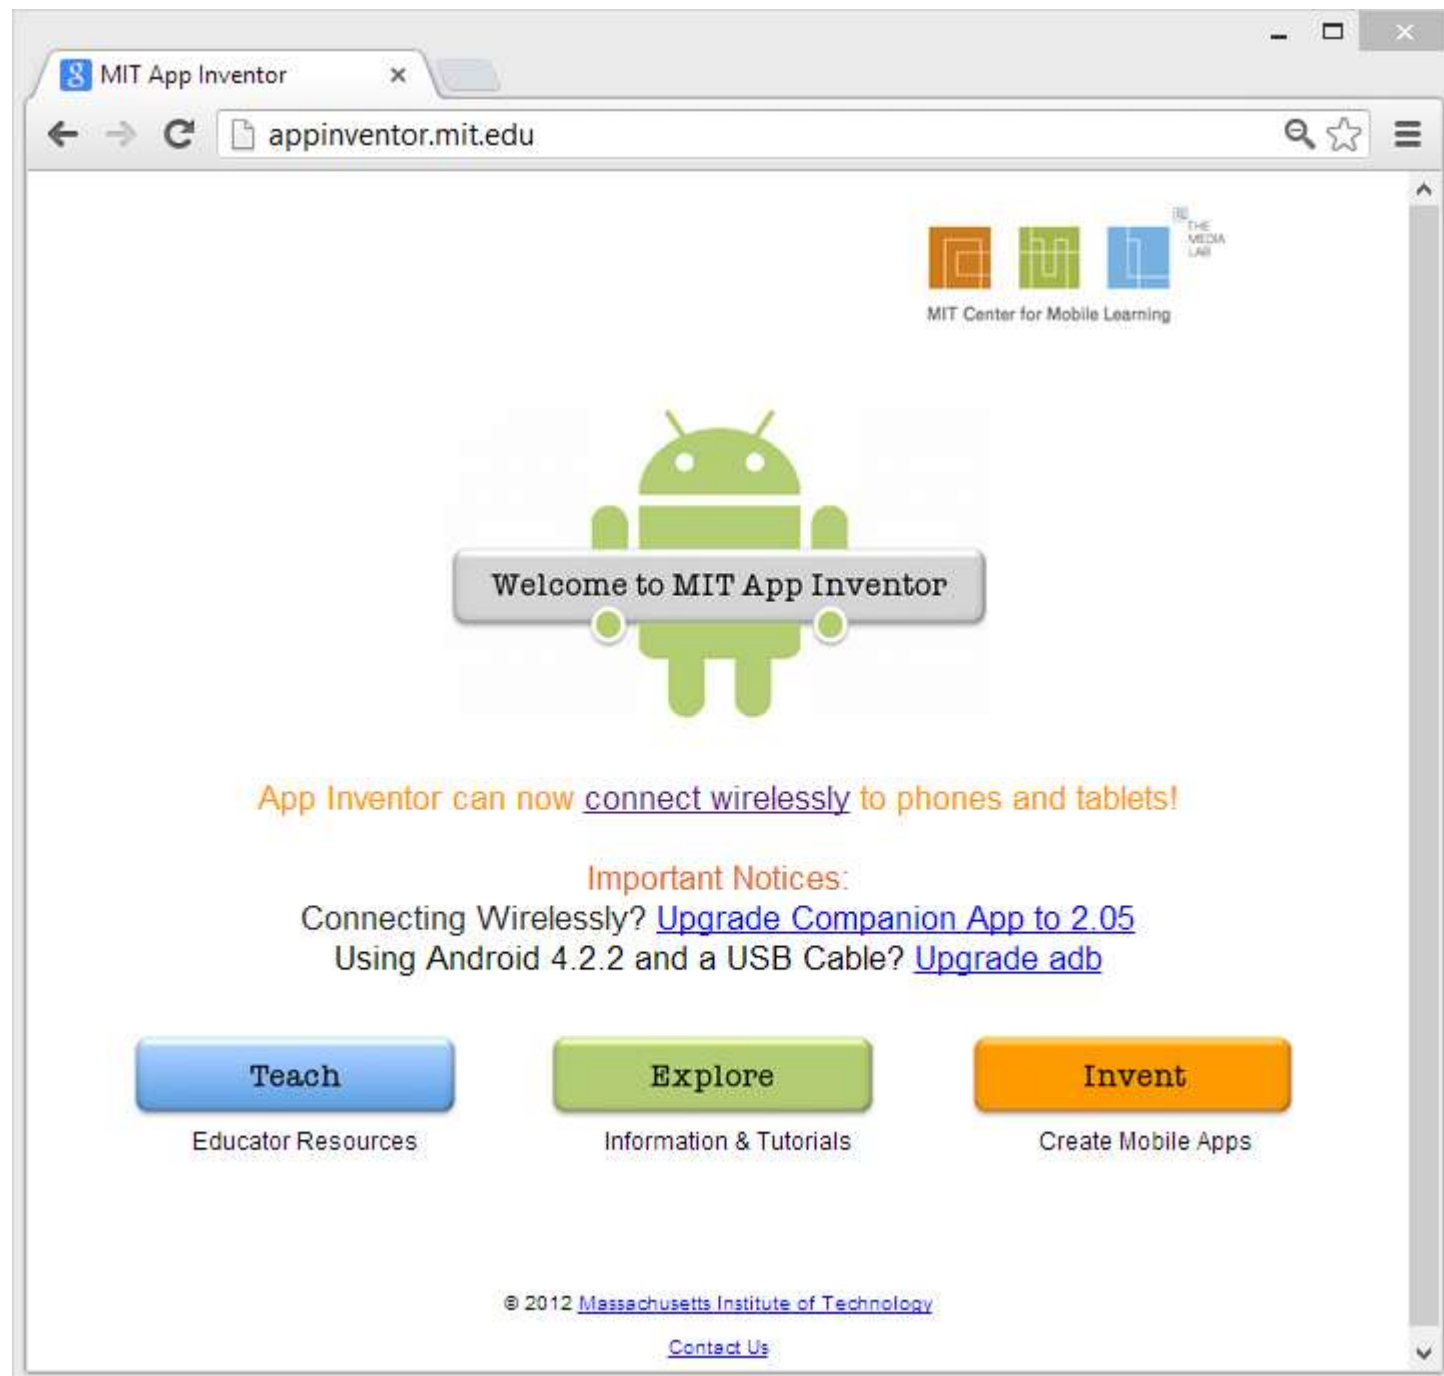 MIT App Inventor
appinventor.mit.edu
THE
MEDIA
LAB
MIT Center for Mobile Learning
Welcome to MIT App Inventor
App Inventor can now connect wirelessly to phones and tablets!
Important Notices:
Connecting Wirelessly? Upgrade Companion App to 2.05
Using Android 4.2.2 and a USB Cable? Upgrade adb
Teach
Explore
Invent
Educator Resources
Information & Tutorials
Create Mobile Apps
© 2012 Massachusetts Institute of Technology
Contact Us